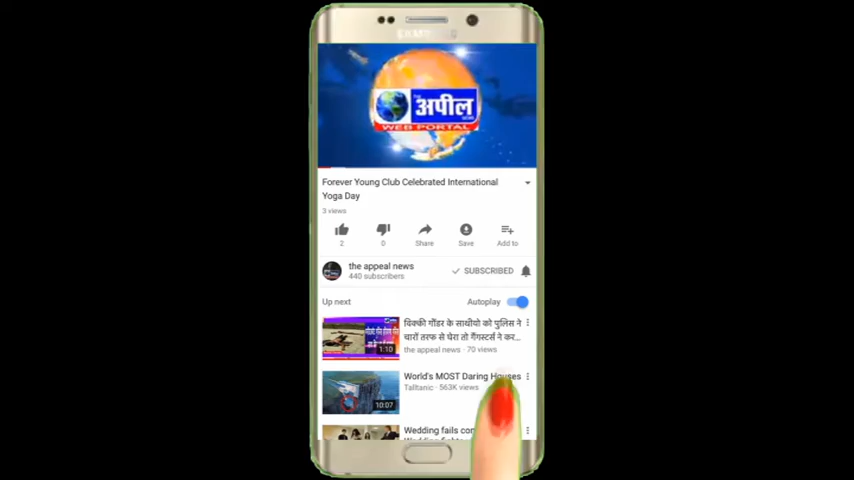 अपील
WEB PORTAL
Forever Young Club Celebrated International
Yoga Day
3 views
2
0
Share
Save
Add to
the appeal news
440 subscribers
SUBSCRIBED
Up next
Autoplay
विक्की गौंडर के साथीयो को पुलिस ने
चारों तरफ से घेरा तो गैंगस्टर्स ने कर...
the appeal news · 70 views
1:10
World's MOST Daring Houses
Talltanic · 563K views
10:07
Wedding fails